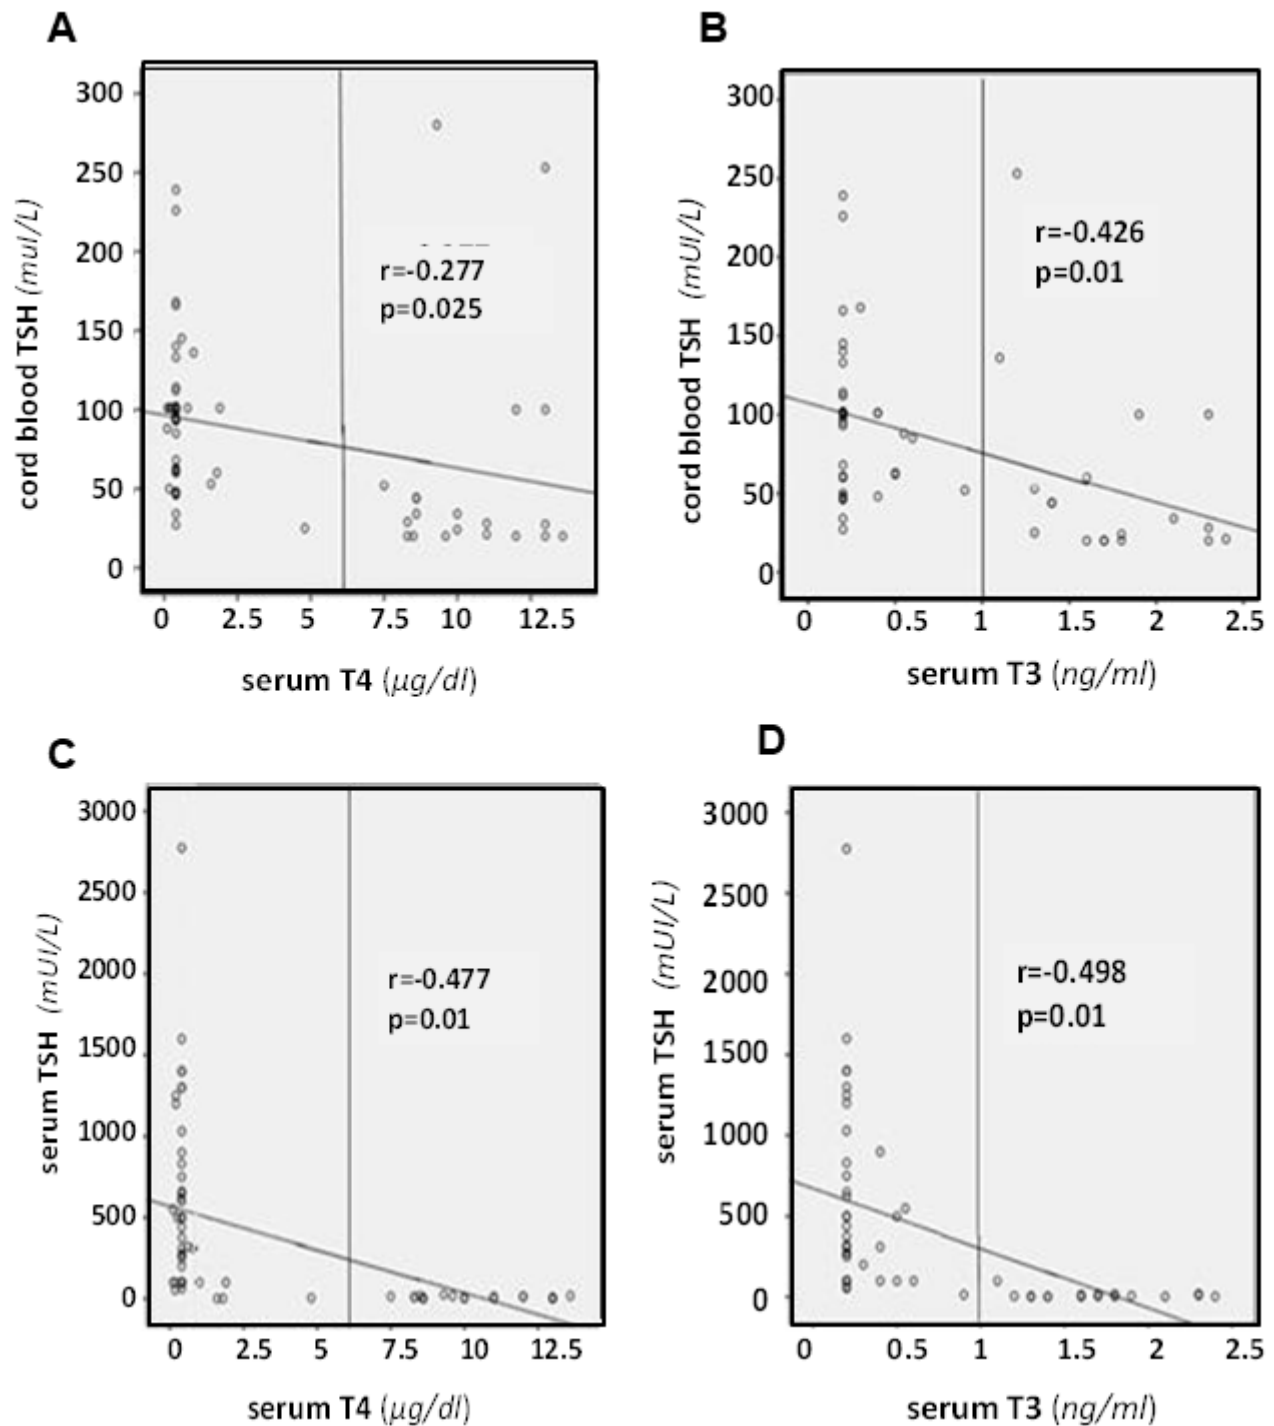 A
300
250
200
150
100
50
0
cord blood TSH (muI/L)
r=-0.277
p=0.025
0 2.5 5 7.5 10 12.5
serum T4 (µg/dl)
B
300
250
200
150
100
50
0
cord blood TSH (mUI/L)
r=-0.426
p=0.01
0 0.5 1 1.5 2 2.5
serum T3 (ng/ml)
C
3000
2500
2000
1500
1000
500
0
serum TSH (mUI/L)
r=-0.477
p=0.01
0 2.5 5 7.5 10 12.5
serum T4 (µg/dl)
D
3000
2500
2000
1500
1000
500
0
serum TSH (mUI/L)
r=-0.498
p=0.01
0 0.5 1 1.5 2 2.5
serum T3 (ng/ml)